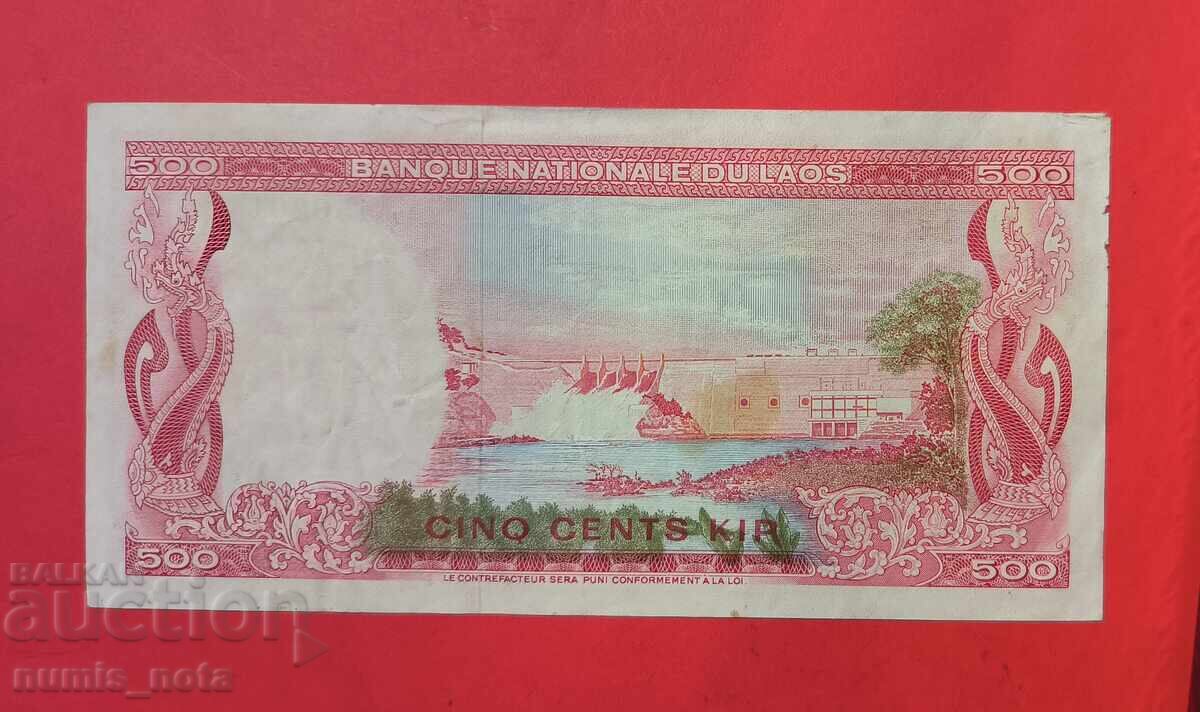 500 BANQUE NATIONALE DU LAOS 500
CINQ CENTS KIP
500 500
LE CONTREFACTEUR SERA PUNI CONFORMEMENT À LA LOI.
BALKAN
auction
numis_nota